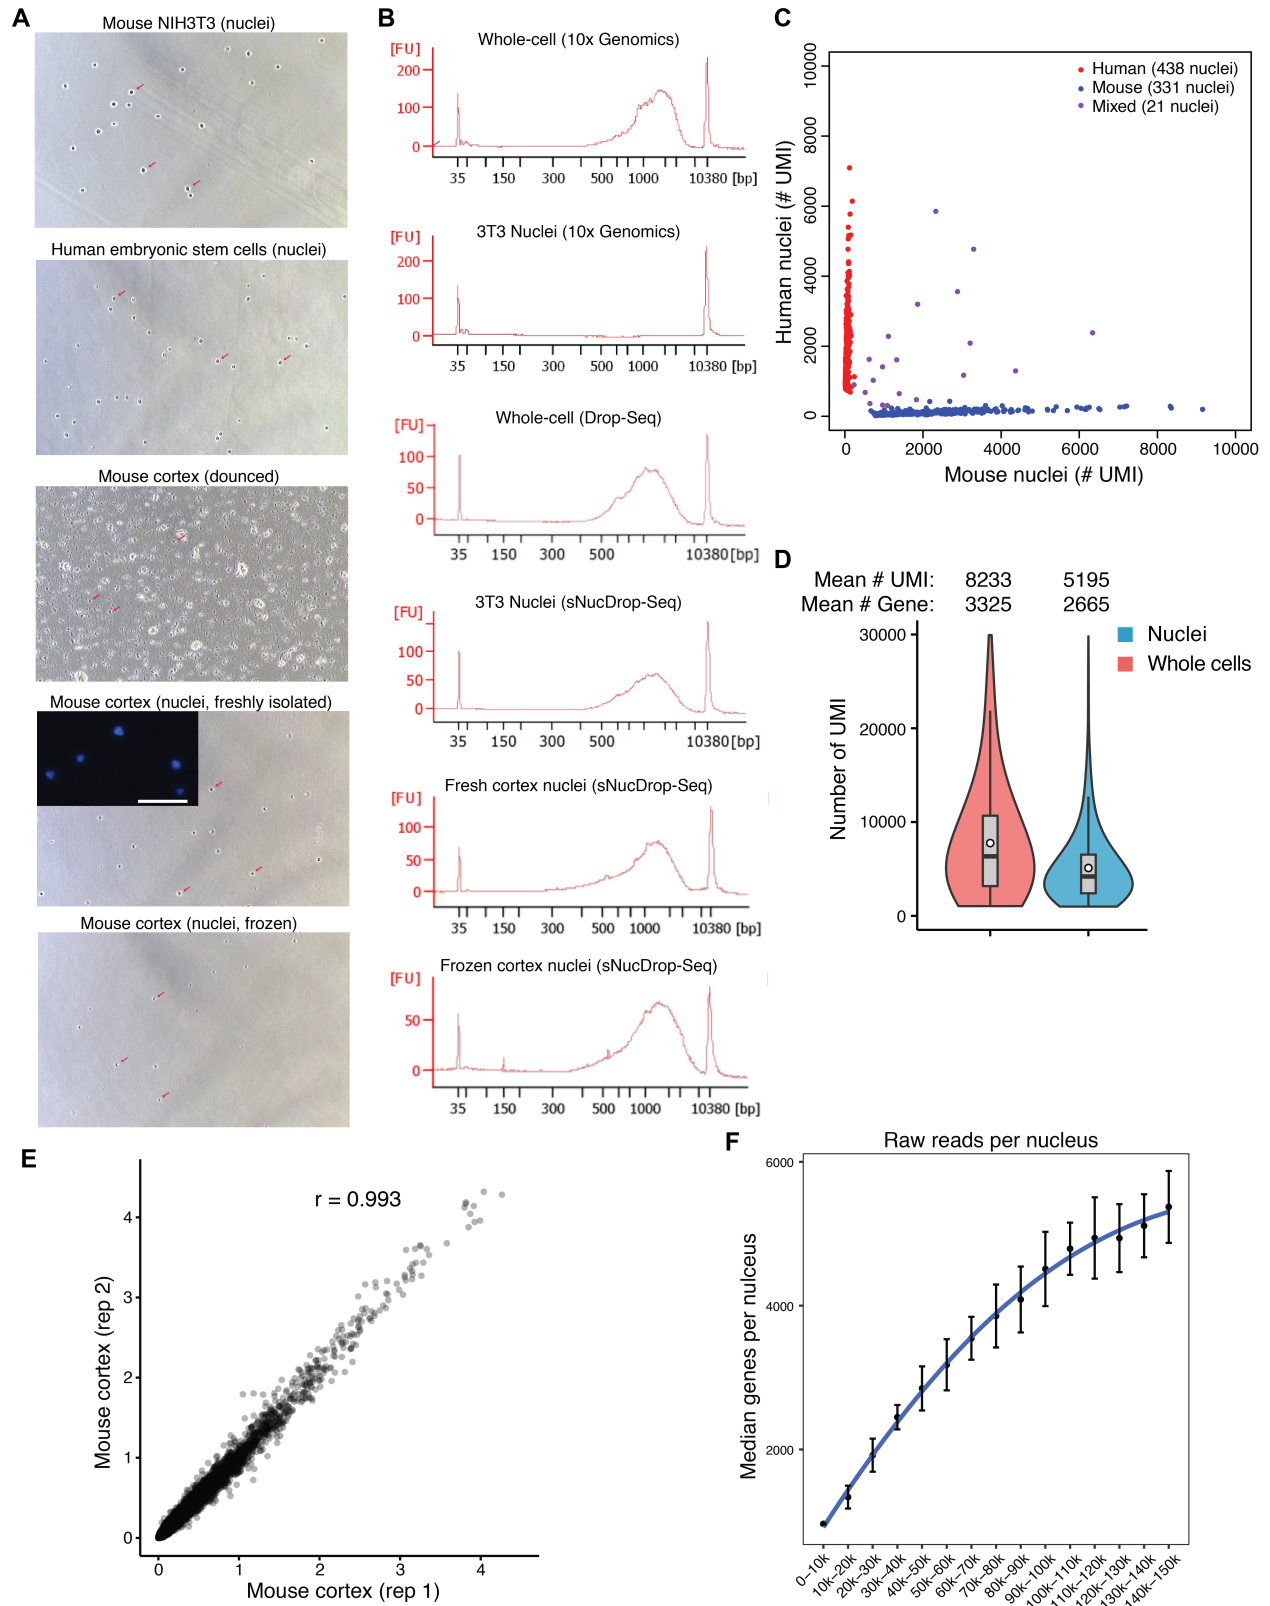 A
Mouse NIH3T3 (nuclei)
Human embryonic stem cells (nuclei)
Mouse cortex (dounced)
Mouse cortex (nuclei, freshly isolated)
Mouse cortex (nuclei, frozen)
B
Whole-cell (10x Genomics)
[FU]
200
100
0
35 150 300 500 1000 10380 [bp]
3T3 Nuclei (10x Genomics)
[FU]
200
100
0
35 150 300 500 1000 10380 [bp]
Whole-cell (Drop-Seq)
[FU]
100
50
0
35 150 300 500 10380 [bp]
3T3 Nuclei (sNucDrop-Seq)
[FU]
100
50
0
35 150 300 500 10380 [bp]
Fresh cortex nuclei (sNucDrop-Seq)
[FU]
100
50
0
35 150 300 500 1000 10380 [bp]
Frozen cortex nuclei (sNucDrop-Seq)
[FU]
50
0
35 150 300 500 1000 10380 [bp]
C
Human (438 nuclei)
Mouse (331 nuclei)
Mixed (21 nuclei)
Human nuclei (# UMI)
10000
8000
6000
4000
2000
0
0 2000 4000 6000 8000 10000
Mouse nuclei (# UMI)
D
Mean # UMI: 8233 5195
Mean # Gene: 3325 2665
Nuclei
Whole cells
Number of UMI
30000
20000
10000
0
E
r = 0.993
Mouse cortex (rep 2)
4
3
2
1
0
0 1 2 3 4
Mouse cortex (rep 1)
F
Raw reads per nucleus
Median genes per nulceus
6000
4000
2000
0–10k
10k–20k
20k–30k
30k–40k
40k–50k
50k–60k
60k–70k
70k–80k
80k–90k
90k–100k
100k–110k
110k–120k
120k–130k
130k–140k
140k–150k